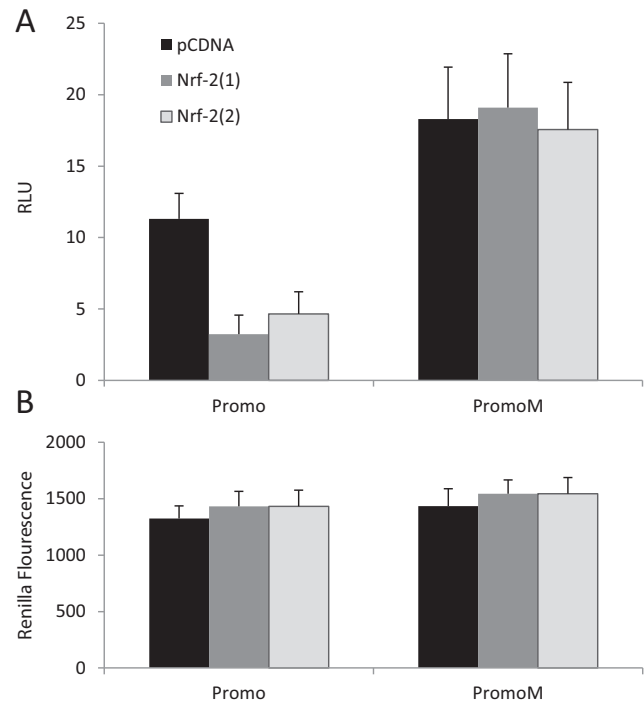 A
25
20
15
10
5
0
RLU
pCDNA
Nrf-2(1)
Nrf-2(2)
Promo PromoM
B
2000
1500
1000
500
0
Renilla Flourescence
Promo PromoM